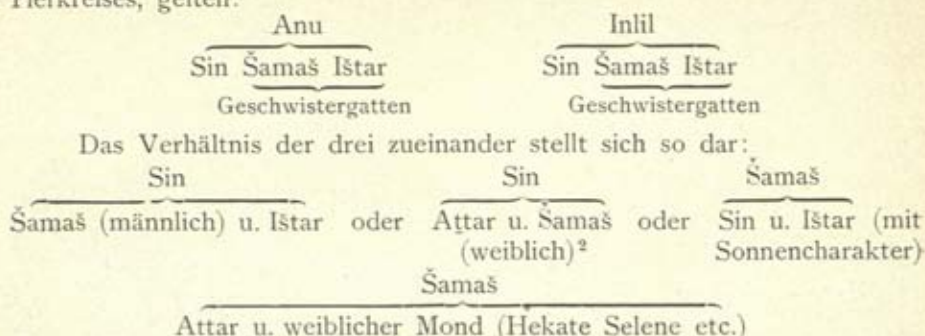 Tierkreises, gelten:
Anu Inlil
Sin Šamaš Ištar Sin Šamaš Ištar
Geschwistergatten Geschwistergatten
Das Verhältnis der drei zueinander stellt sich so dar:
Sin Sin Šamaš
Šamaš (männlich) u. Ištar oder Aṭtar u. Šamaš oder Sin u. Ištar (mit
(weiblich)² Sonnencharakter)
Šamaš
Attar u. weiblicher Mond (Hekate Selene etc.)